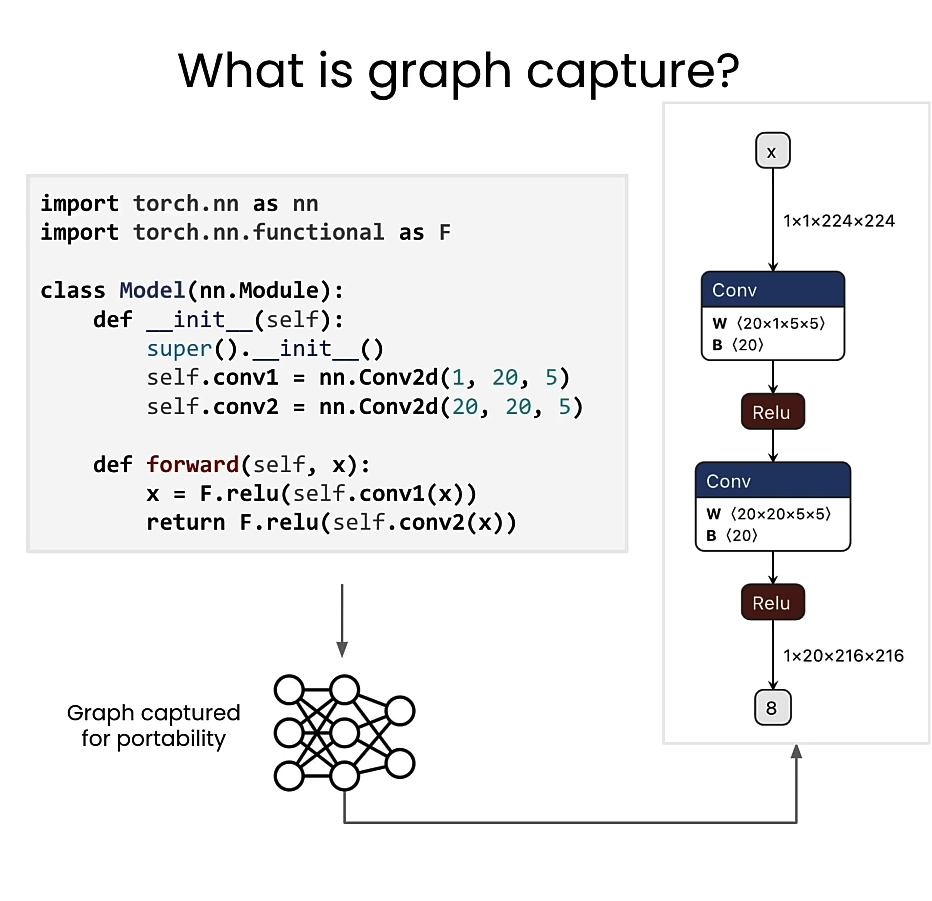 What is graph capture?
import torch.nn as nn
import torch.nn.functional as F
class Model(nn.Module):
    def __init__(self):
        super().__init__()
        self.conv1 = nn.Conv2d(1, 20, 5)
        self.conv2 = nn.Conv2d(20, 20, 5)
    def forward(self, x):
        x = F.relu(self.conv1(x))
        return F.relu(self.conv2(x))
Graph captured
for portability
x
1×1×224×224
Conv
W ⟨20×1×5×5⟩
B ⟨20⟩
Relu
Conv
W ⟨20×20×5×5⟩
B ⟨20⟩
Relu
1×20×216×216
8